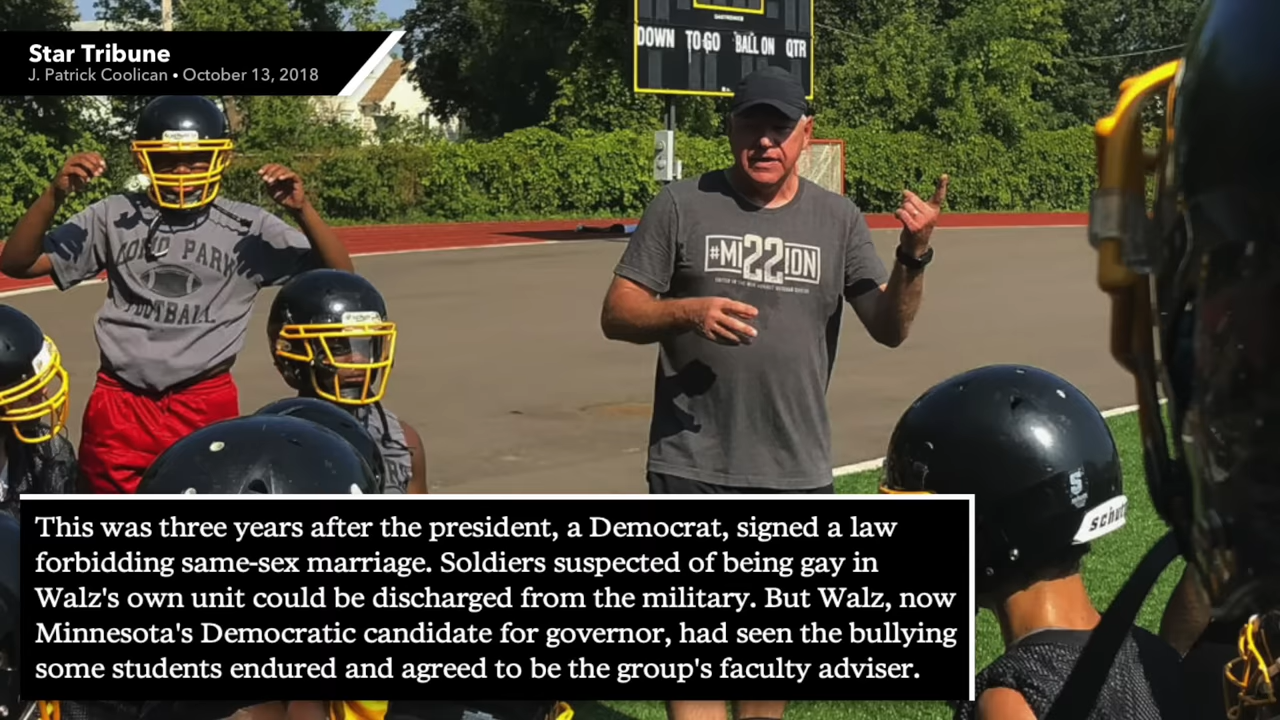 Star Tribune
J. Patrick Coolican • October 13, 2018
DASTRONICS
DOWN TO GO BALL ON QTR
COMO PARK
FOOTBALL
#MI22ION
S
schutt
This was three years after the president, a Democrat, signed a law
forbidding same-sex marriage. Soldiers suspected of being gay in
Walz's own unit could be discharged from the military. But Walz, now
Minnesota's Democratic candidate for governor, had seen the bullying
some students endured and agreed to be the group's faculty adviser.